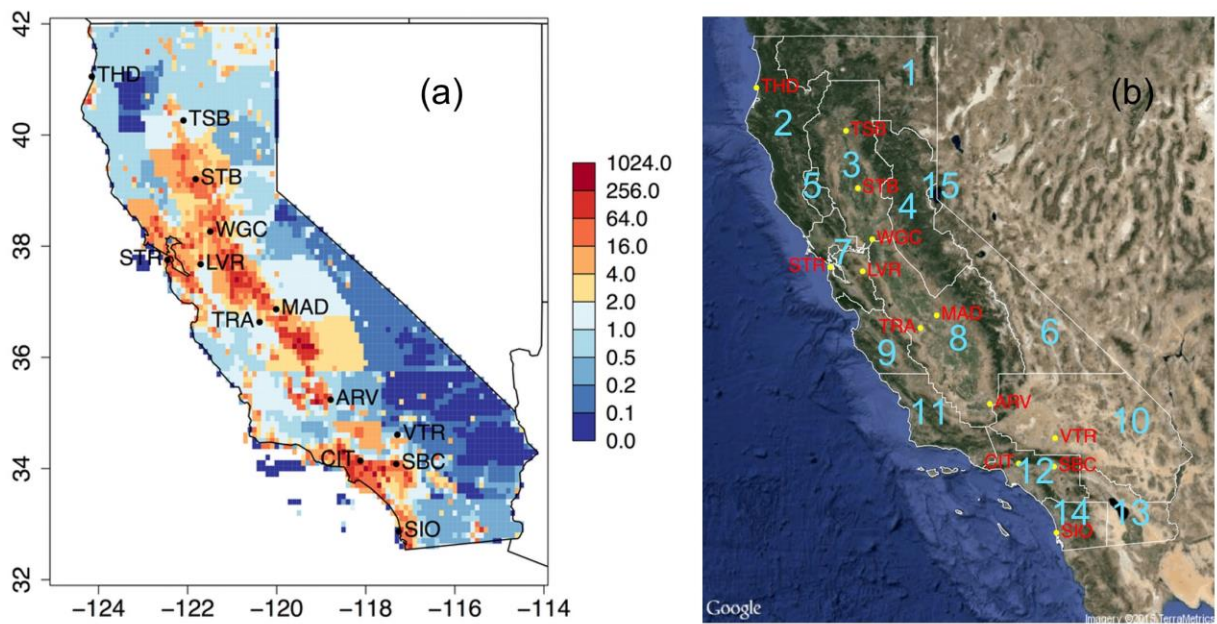 (a)
42
40
38
36
34
32
−124
−122
−120
−118
−116
−114
THD
TSB
STB
WGC
STR
LVR
MAD
TRA
ARV
VTR
CIT
SBC
SIO
1024.0
256.0
64.0
16.0
4.0
2.0
1.0
0.5
0.2
0.1
0.0
(b)
1
THD
2
TSB
3
STB
5
15
4
WGC
7
STR
LVR
MAD
TRA
6
9
8
ARV
11
10
VTR
CIT
12
SBC
14
13
SIO
Google
Imagery ©2015 TerraMetrics